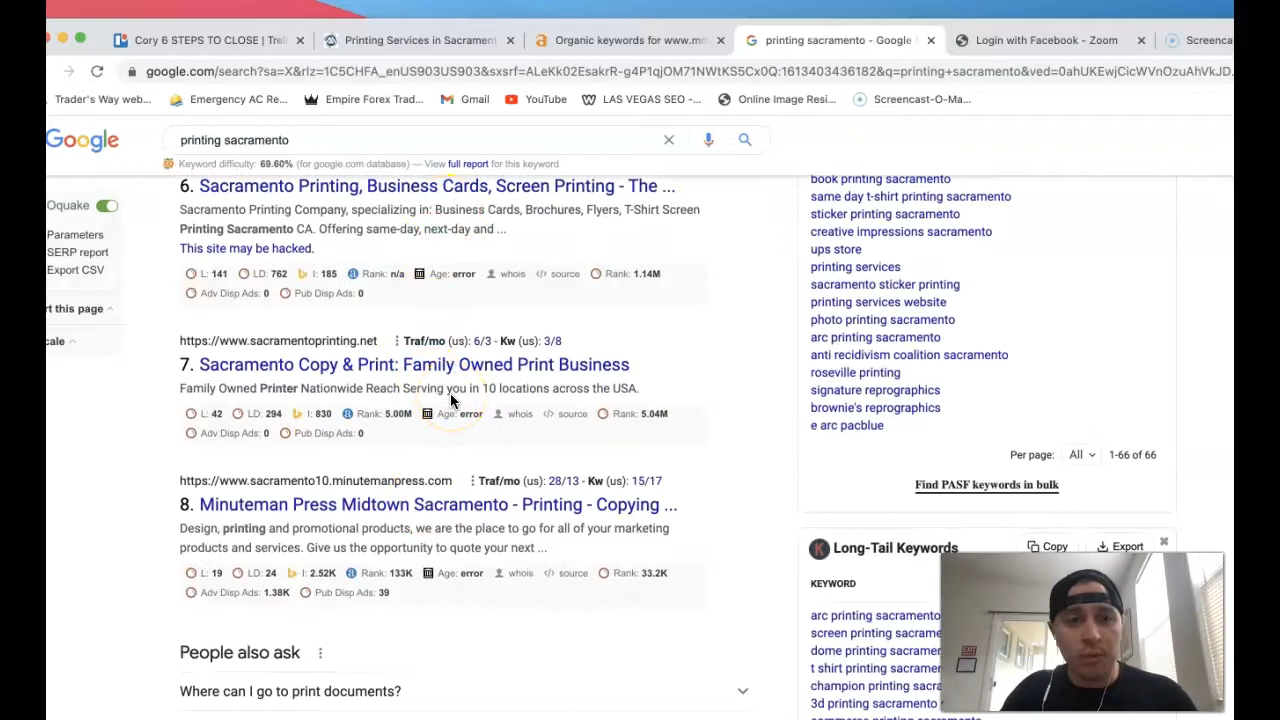 Cory 6 STEPS TO CLOSE | Trell
Printing Services in Sacrament
Organic keywords for www.mm
printing sacramento - Google S
Login with Facebook - Zoom
Screencas
google.com/search?sa=X&rlz=1C5CHFA_enUS903US903&sxsrf=ALeKk02EsakrR-g4P1qjOM71NWtKS5Cx0Q:1613403436182&q=printing+sacramento&ved=0ahUKEwjCicWVnOzuAhVkJD.
Trader's Way web...
Emergency AC Re...
Empire Forex Trad...
Gmail
YouTube
LAS VEGAS SEO -...
Online Image Resi...
Screencast-O-Ma...
Google
printing sacramento
Keyword difficulty: 69.60% (for google.com database) – View full report for this keyword
Oquake
Parameters
SERP report
Export CSV
rt this page
cale
6. Sacramento Printing, Business Cards, Screen Printing - The ...
Sacramento Printing Company, specializing in: Business Cards, Brochures, Flyers, T-Shirt Screen
Printing Sacramento CA. Offering same-day, next-day and ...
This site may be hacked.
L: 141 LD: 762 I: 185 Rank: n/a Age: error whois source Rank: 1.14M
Adv Disp Ads: 0 Pub Disp Ads: 0
https://www.sacramentoprinting.net Traf/mo (us): 6/3 - Kw (us): 3/8
7. Sacramento Copy & Print: Family Owned Print Business
Family Owned Printer Nationwide Reach Serving you in 10 locations across the USA.
L: 42 LD: 294 I: 830 Rank: 5.00M Age: error whois source Rank: 5.04M
Adv Disp Ads: 0 Pub Disp Ads: 0
https://www.sacramento10.minutemanpress.com Traf/mo (us): 28/13 - Kw (us): 15/17
8. Minuteman Press Midtown Sacramento - Printing - Copying ...
Design, printing and promotional products, we are the place to go for all of your marketing
products and services. Give us the opportunity to quote your next ...
L: 19 LD: 24 I: 2.52K Rank: 133K Age: error whois source Rank: 33.2K
Adv Disp Ads: 1.38K Pub Disp Ads: 39
People also ask
Where can I go to print documents?
book printing sacramento
same day t-shirt printing sacramento
sticker printing sacramento
creative impressions sacramento
ups store
printing services
sacramento sticker printing
printing services website
photo printing sacramento
arc printing sacramento
anti recidivism coalition sacramento
roseville printing
signature reprographics
brownie's reprographics
e arc pacblue
Per page: All 1-66 of 66
Find PASF keywords in bulk
Long-Tail Keywords
Copy
Export
KEYWORD
arc printing sacramento
screen printing sacrame
dome printing sacramen
t shirt printing sacrame
champion printing sacra
3d printing sacramento
EXIT